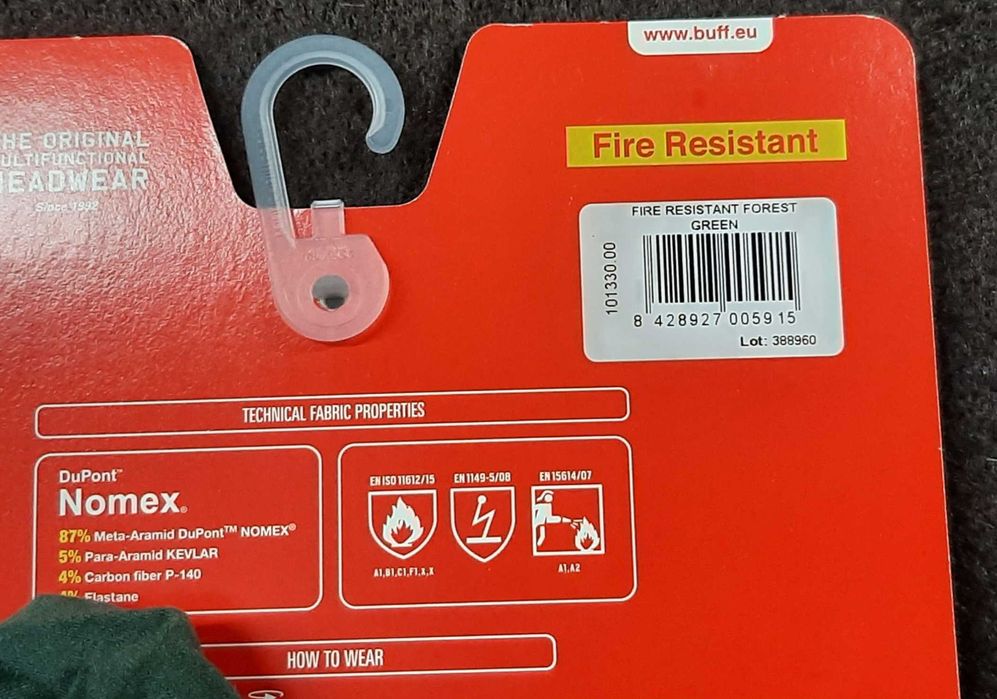 www.buff.eu
HE ORIGINAL
ULTIFUNCTIONAL
HEADWEAR
Since 1992
Fire Resistant
FIRE RESISTANT FOREST
GREEN
101330.00
8 428927 005915
Lot: 388960
TECHNICAL FABRIC PROPERTIES
DuPont™
Nomex®
87% Meta-Aramid DuPont™ NOMEX®
5% Para-Aramid KEVLAR
4% Carbon fiber P-140
4% Elastane
EN ISO 11612/15
EN 1149-5/08
EN 15614/07
A1,B1,C1,F1,X,X
A1,A2
HOW TO WEAR